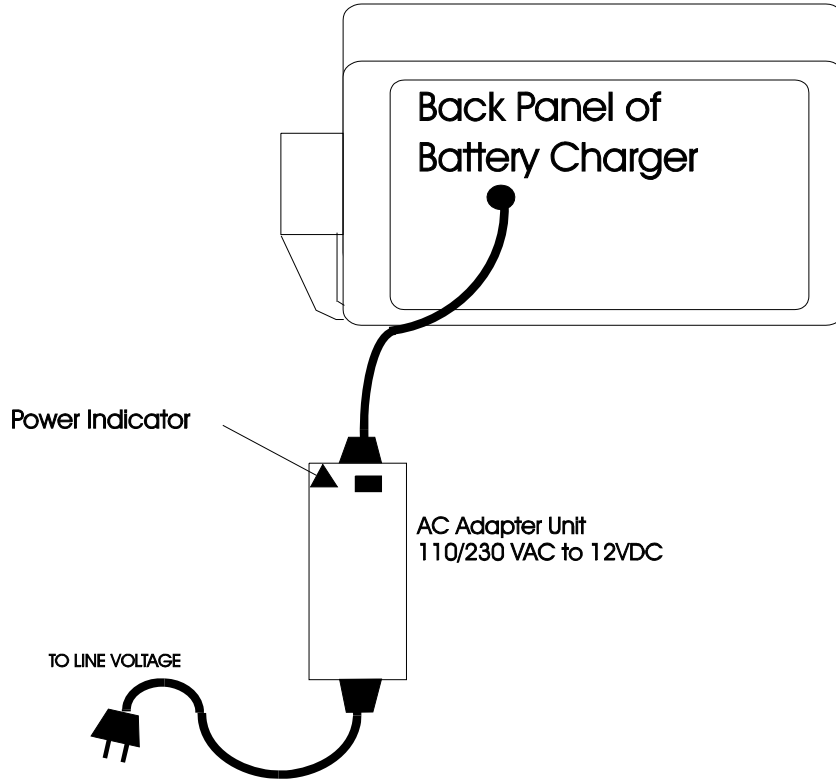 Back Panel of
Battery Charger
Power Indicator
AC Adapter Unit
110/230 VAC to 12VDC
TO LINE VOLTAGE